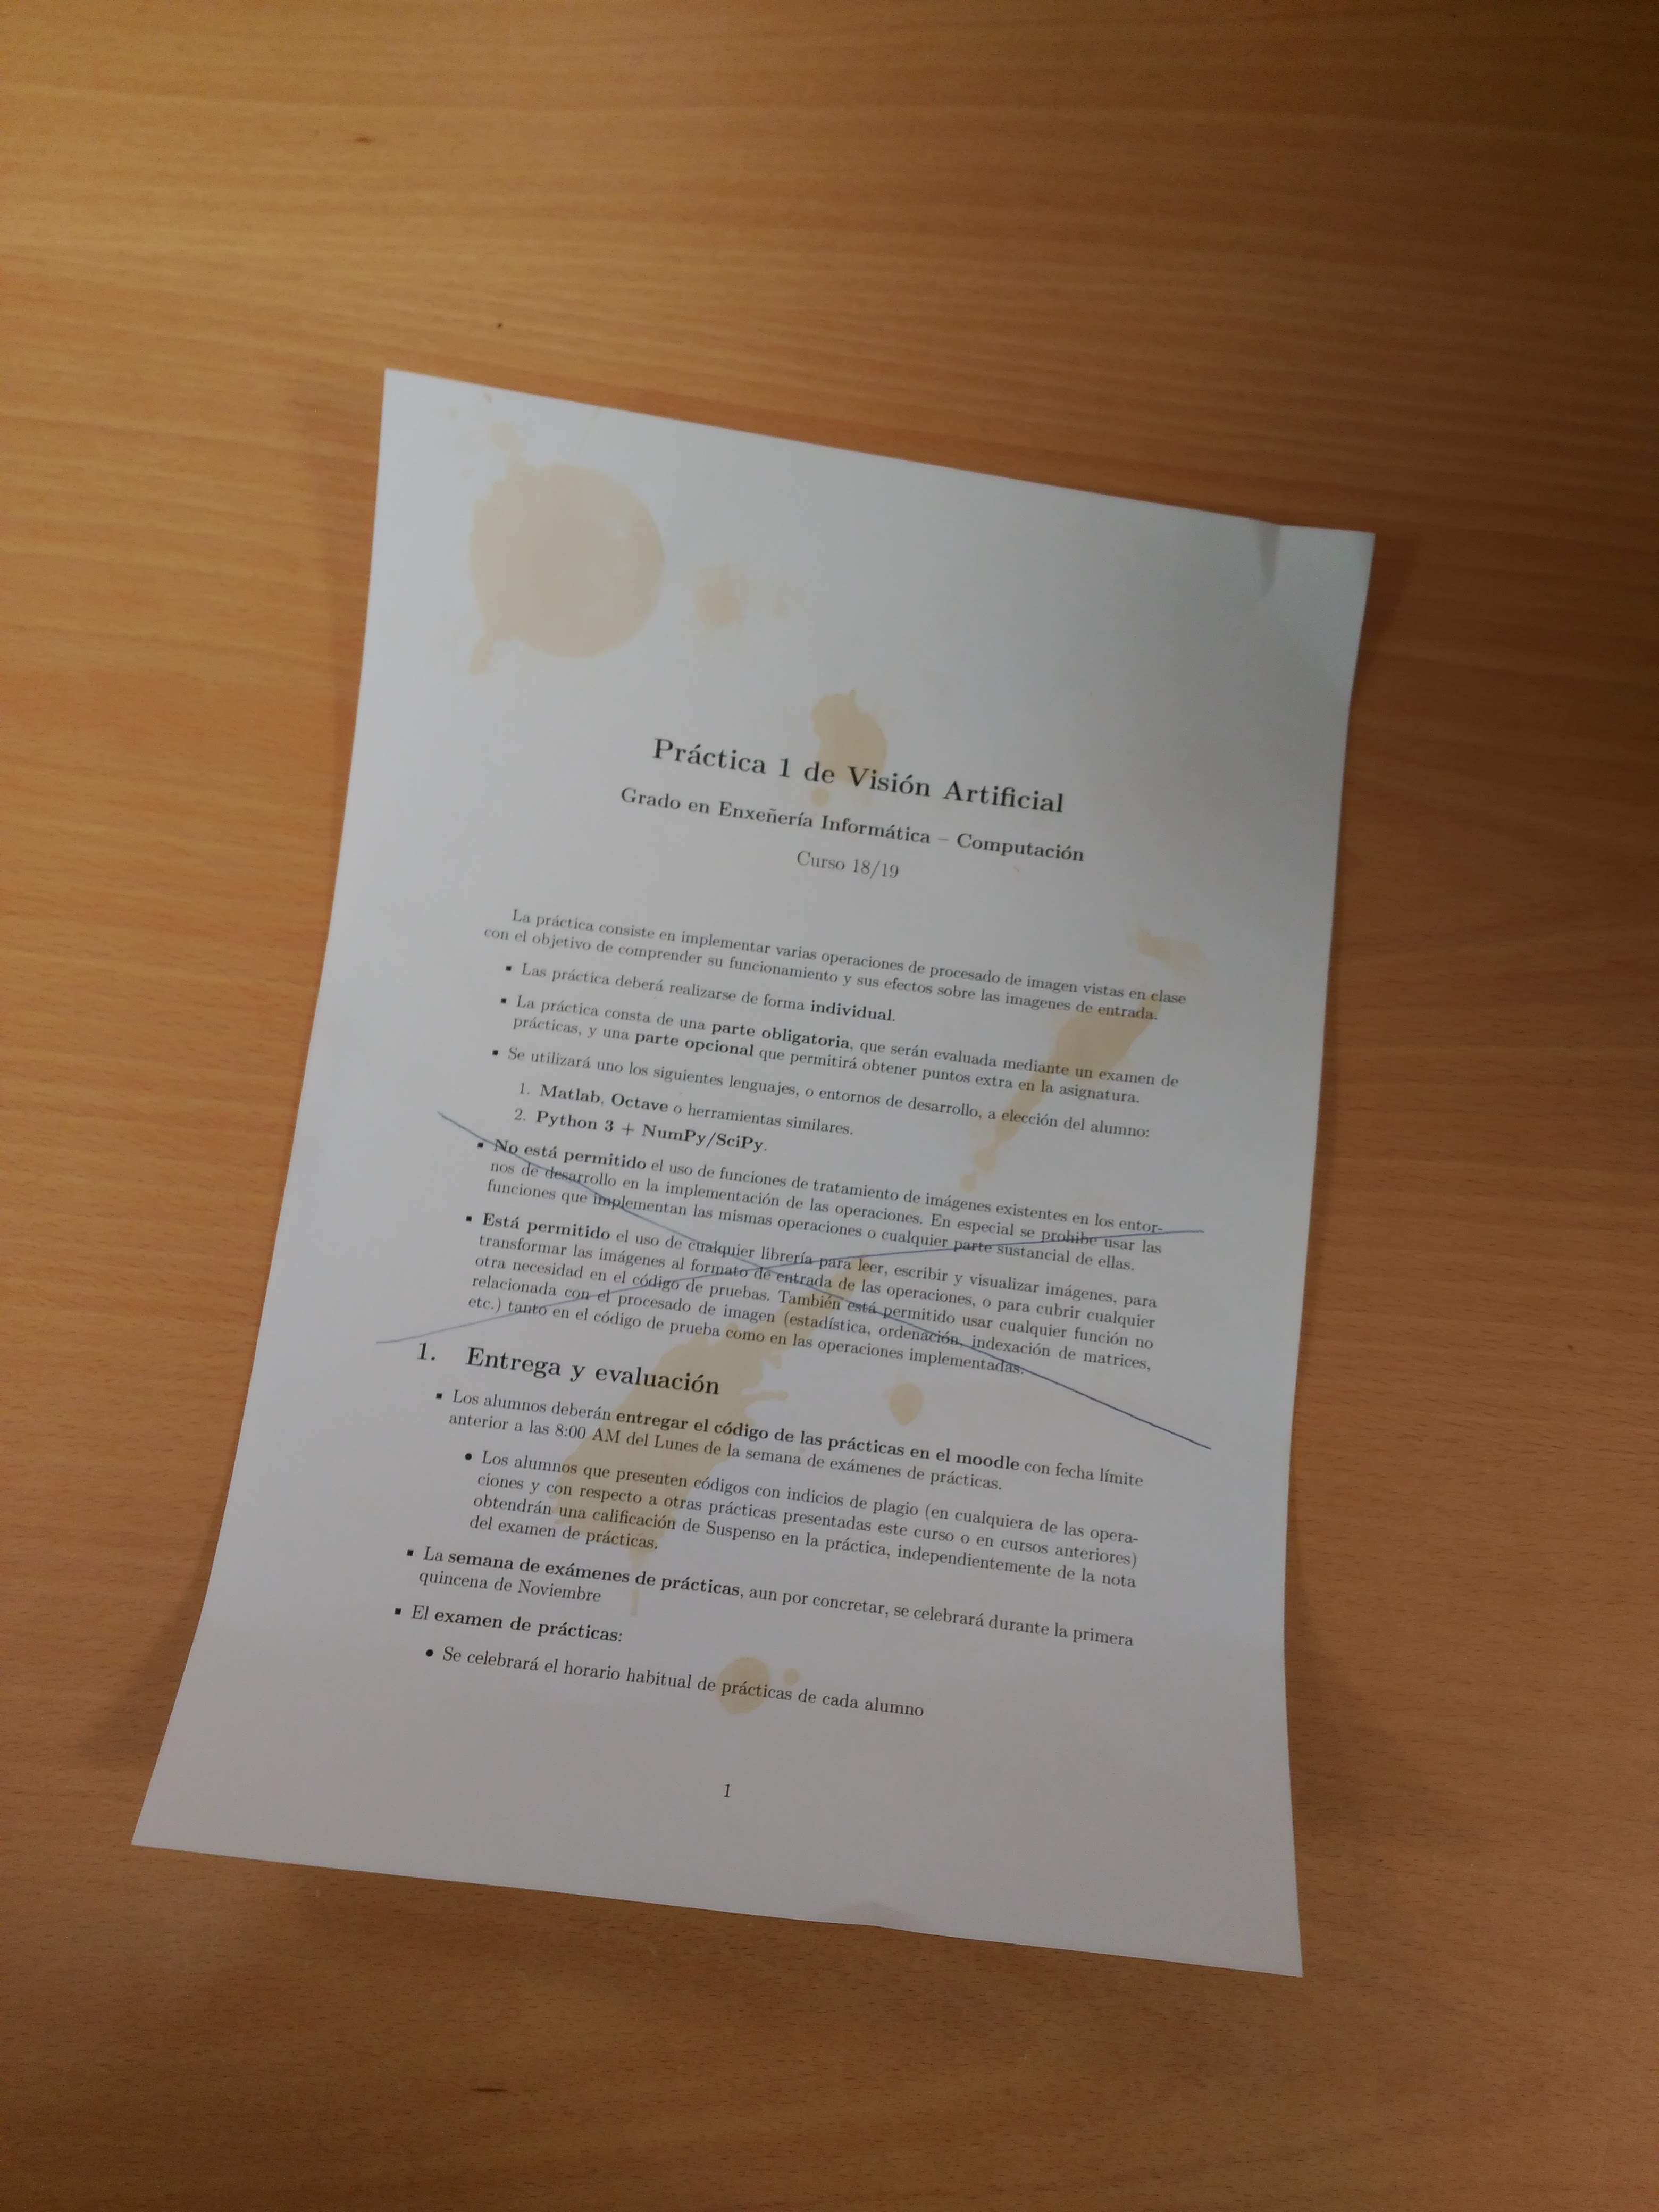 Práctica 1 de Visión Artificial
Grado en Enxeñería Informática – Computación
Curso 18/19
La práctica consiste en implementar varias operaciones de procesado de imagen vistas en clase
con el objetivo de comprender su funcionamiento y sus efectos sobre las imagenes de entrada.
▪ Las práctica deberá realizarse de forma individual.
▪ La práctica consta de una parte obligatoria, que serán evaluada mediante un examen de
prácticas, y una parte opcional que permitirá obtener puntos extra en la asignatura.
▪ Se utilizará uno los siguientes lenguajes, o entornos de desarrollo, a elección del alumno:
1. Matlab, Octave o herramientas similares.
2. Python 3 + NumPy/SciPy.
▪ No está permitido el uso de funciones de tratamiento de imágenes existentes en los entor-
nos de desarrollo en la implementación de las operaciones. En especial se prohibe usar las
funciones que implementan las mismas operaciones o cualquier parte sustancial de ellas.
▪ Está permitido el uso de cualquier librería para leer, escribir y visualizar imágenes, para
transformar las imágenes al formato de entrada de las operaciones, o para cubrir cualquier
otra necesidad en el código de pruebas. También está permitido usar cualquier función no
relacionada con el procesado de imagen (estadística, ordenación, indexación de matrices,
etc.) tanto en el código de prueba como en las operaciones implementadas.
1. Entrega y evaluación
▪ Los alumnos deberán entregar el código de las prácticas en el moodle con fecha límite
anterior a las 8:00 AM del Lunes de la semana de exámenes de prácticas.
• Los alumnos que presenten códigos con indicios de plagio (en cualquiera de las opera-
ciones y con respecto a otras prácticas presentadas este curso o en cursos anteriores)
obtendrán una calificación de Suspenso en la práctica, independientemente de la nota
del examen de prácticas.
▪ La semana de exámenes de prácticas, aun por concretar, se celebrará durante la primera
quincena de Noviembre
▪ El examen de prácticas:
• Se celebrará el horario habitual de prácticas de cada alumno
1